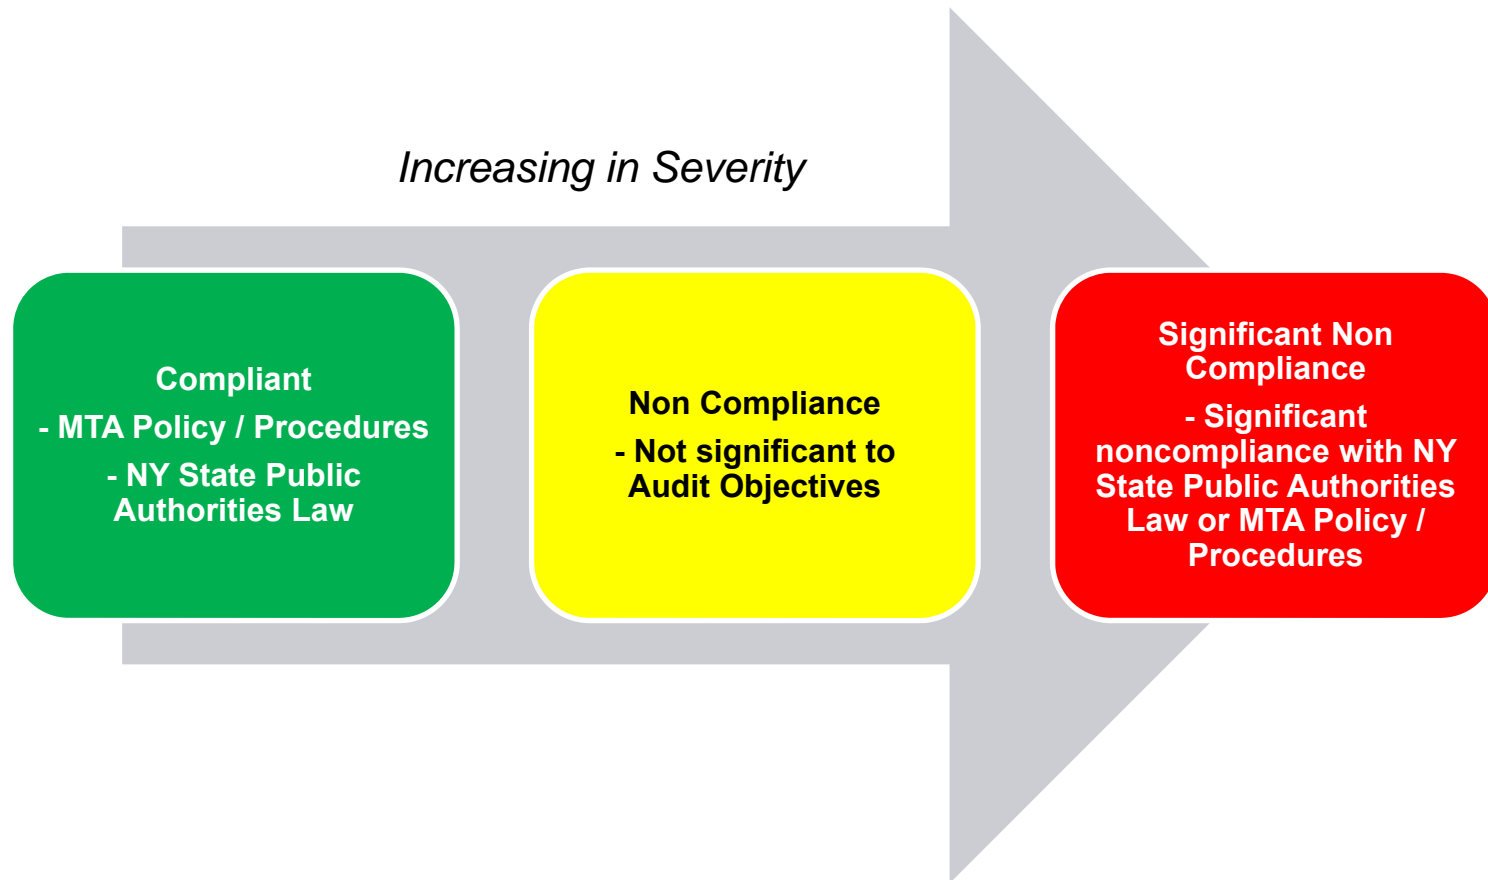 Increasing in Severity
Compliant
- MTA Policy / Procedures
- NY State Public
Authorities Law
Non Compliance
- Not significant to
Audit Objectives
Significant Non
Compliance
- Significant
noncompliance with NY
State Public Authorities
Law or MTA Policy /
Procedures